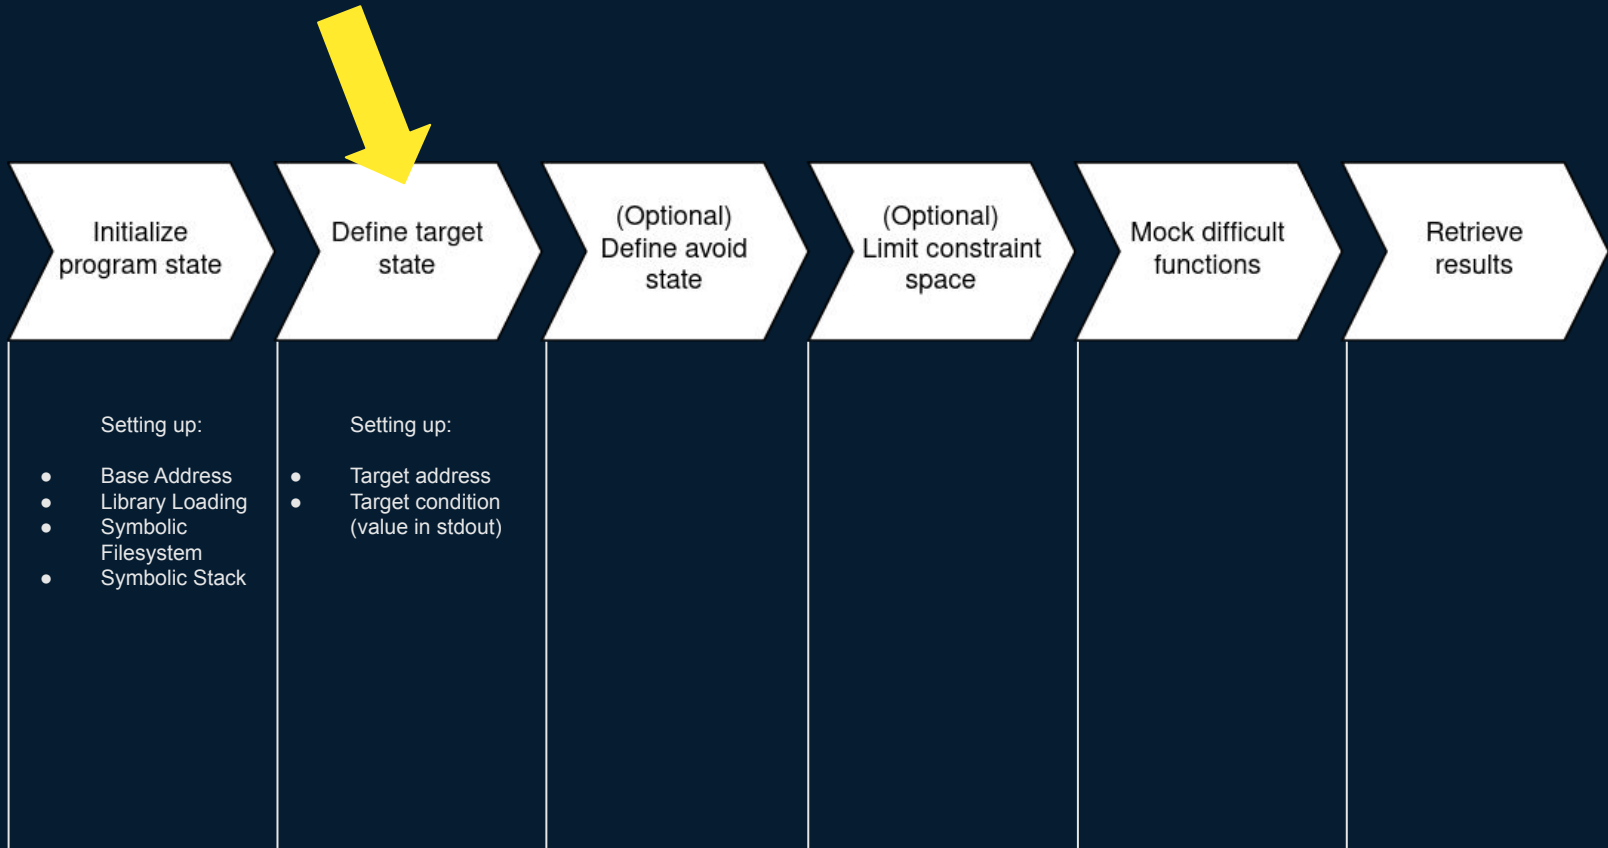 Initialize
program state
Define target
state
(Optional)
Define avoid
state
(Optional)
Limit constraint
space
Mock difficult
functions
Retrieve
results
Setting up:
● Base Address
● Library Loading
● Symbolic
Filesystem
● Symbolic Stack
Setting up:
● Target address
● Target condition
(value in stdout)